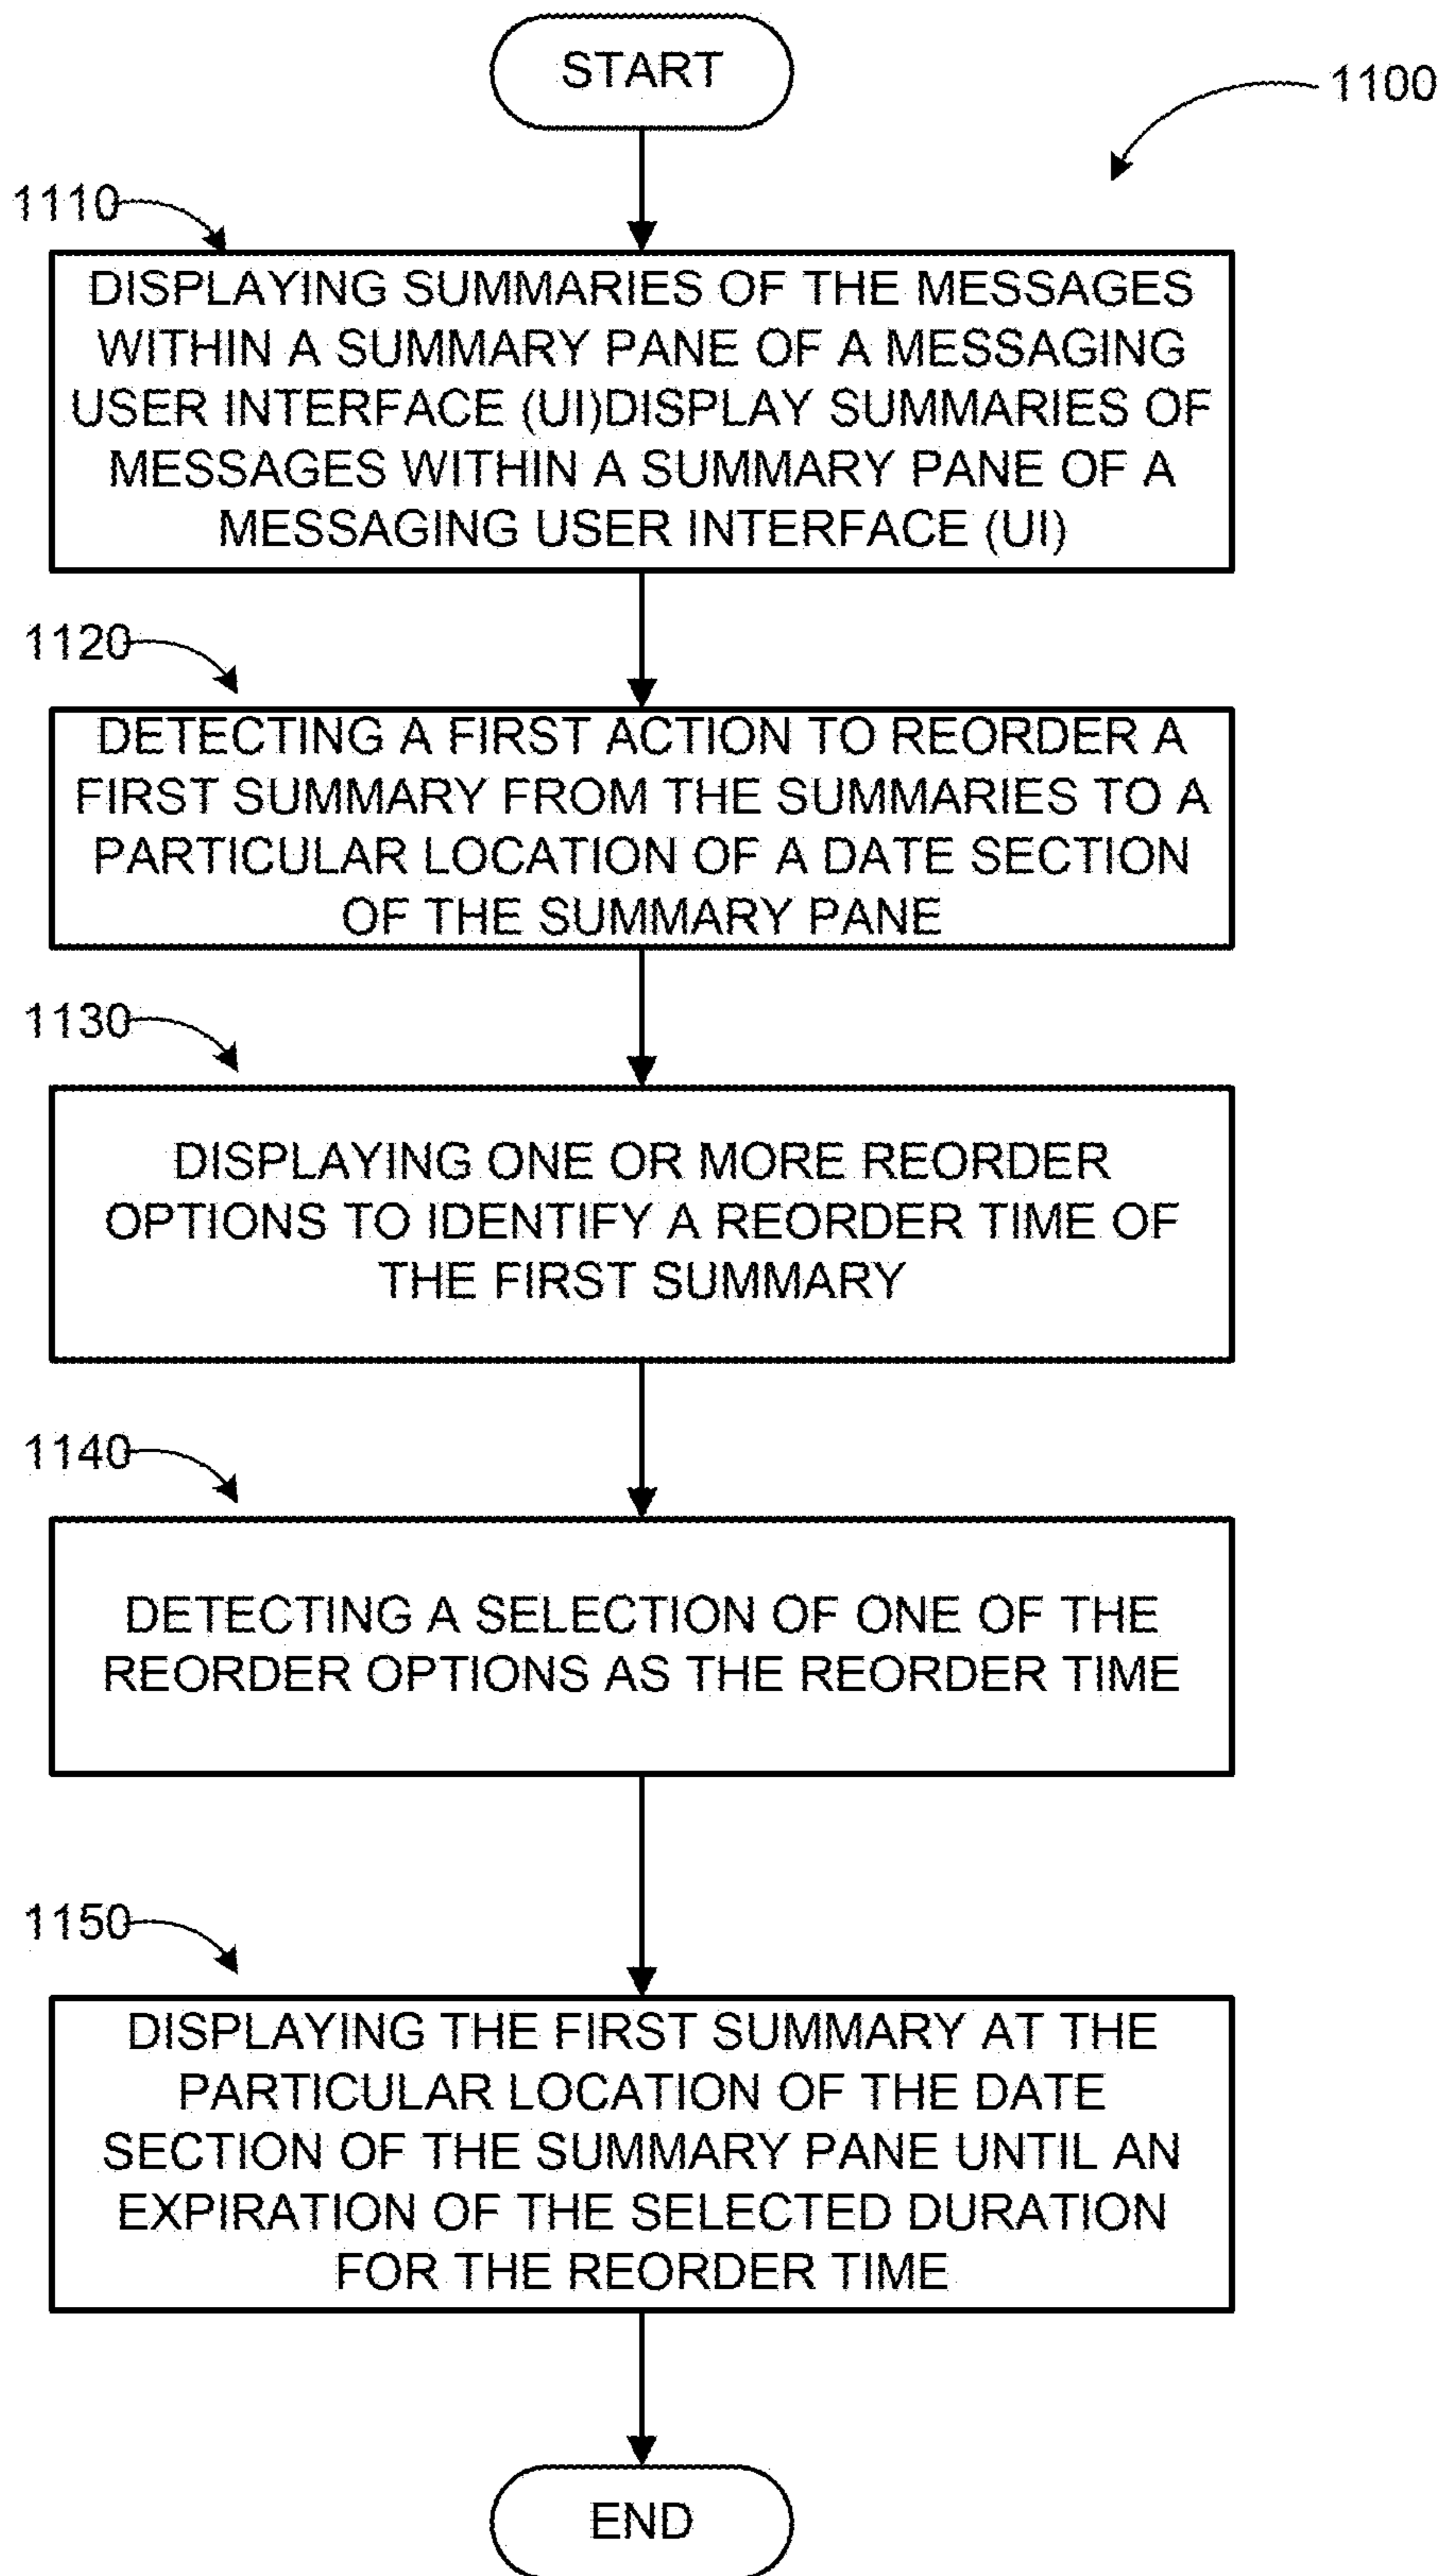 START
1100
1110
DISPLAYING SUMMARIES OF THE MESSAGES
WITHIN A SUMMARY PANE OF A MESSAGING
USER INTERFACE (UI)DISPLAY SUMMARIES OF
MESSAGES WITHIN A SUMMARY PANE OF A
MESSAGING USER INTERFACE (UI)
1120
DETECTING A FIRST ACTION TO REORDER A
FIRST SUMMARY FROM THE SUMMARIES TO A
PARTICULAR LOCATION OF A DATE SECTION
OF THE SUMMARY PANE
1130
DISPLAYING ONE OR MORE REORDER
OPTIONS TO IDENTIFY A REORDER TIME OF
THE FIRST SUMMARY
1140
DETECTING A SELECTION OF ONE OF THE
REORDER OPTIONS AS THE REORDER TIME
1150
DISPLAYING THE FIRST SUMMARY AT THE
PARTICULAR LOCATION OF THE DATE
SECTION OF THE SUMMARY PANE UNTIL AN
EXPIRATION OF THE SELECTED DURATION
FOR THE REORDER TIME
END